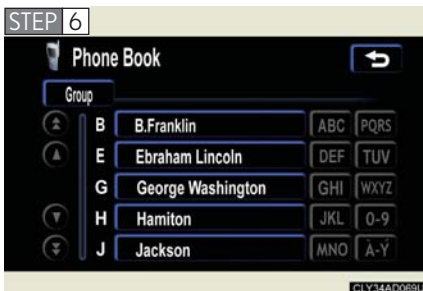 STEP 6
Phone Book
Group
B B.Franklin ABC PQRS
E Ebraham Lincoln DEF TUV
G George Washington GHI WXYZ
H Hamiton JKL 0-9
J Jackson MNO À-Ý
CLY34AD069U